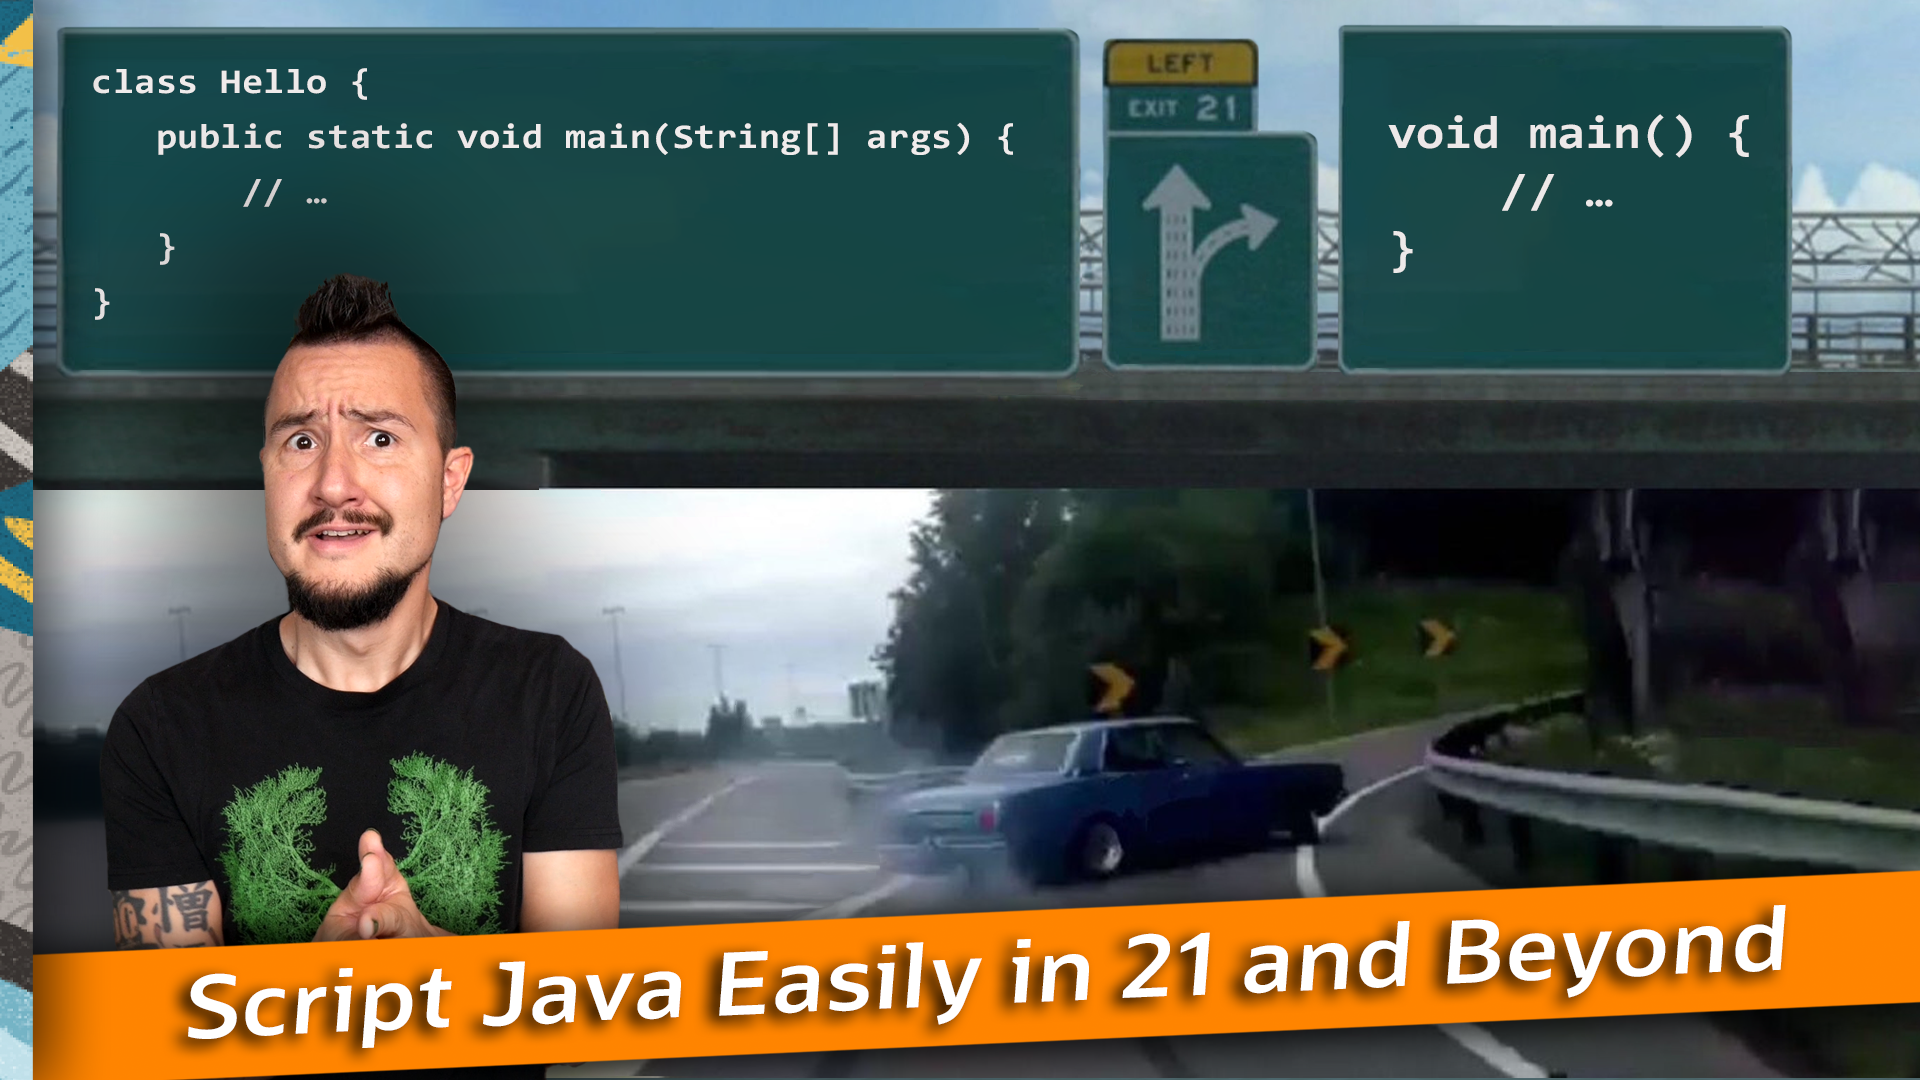 class Hello {
public static void main(String[] args) {
// …
}
}
LEFT
EXIT 21
void main() {
// …
}
憎
Script Java Easily in 21 and Beyond